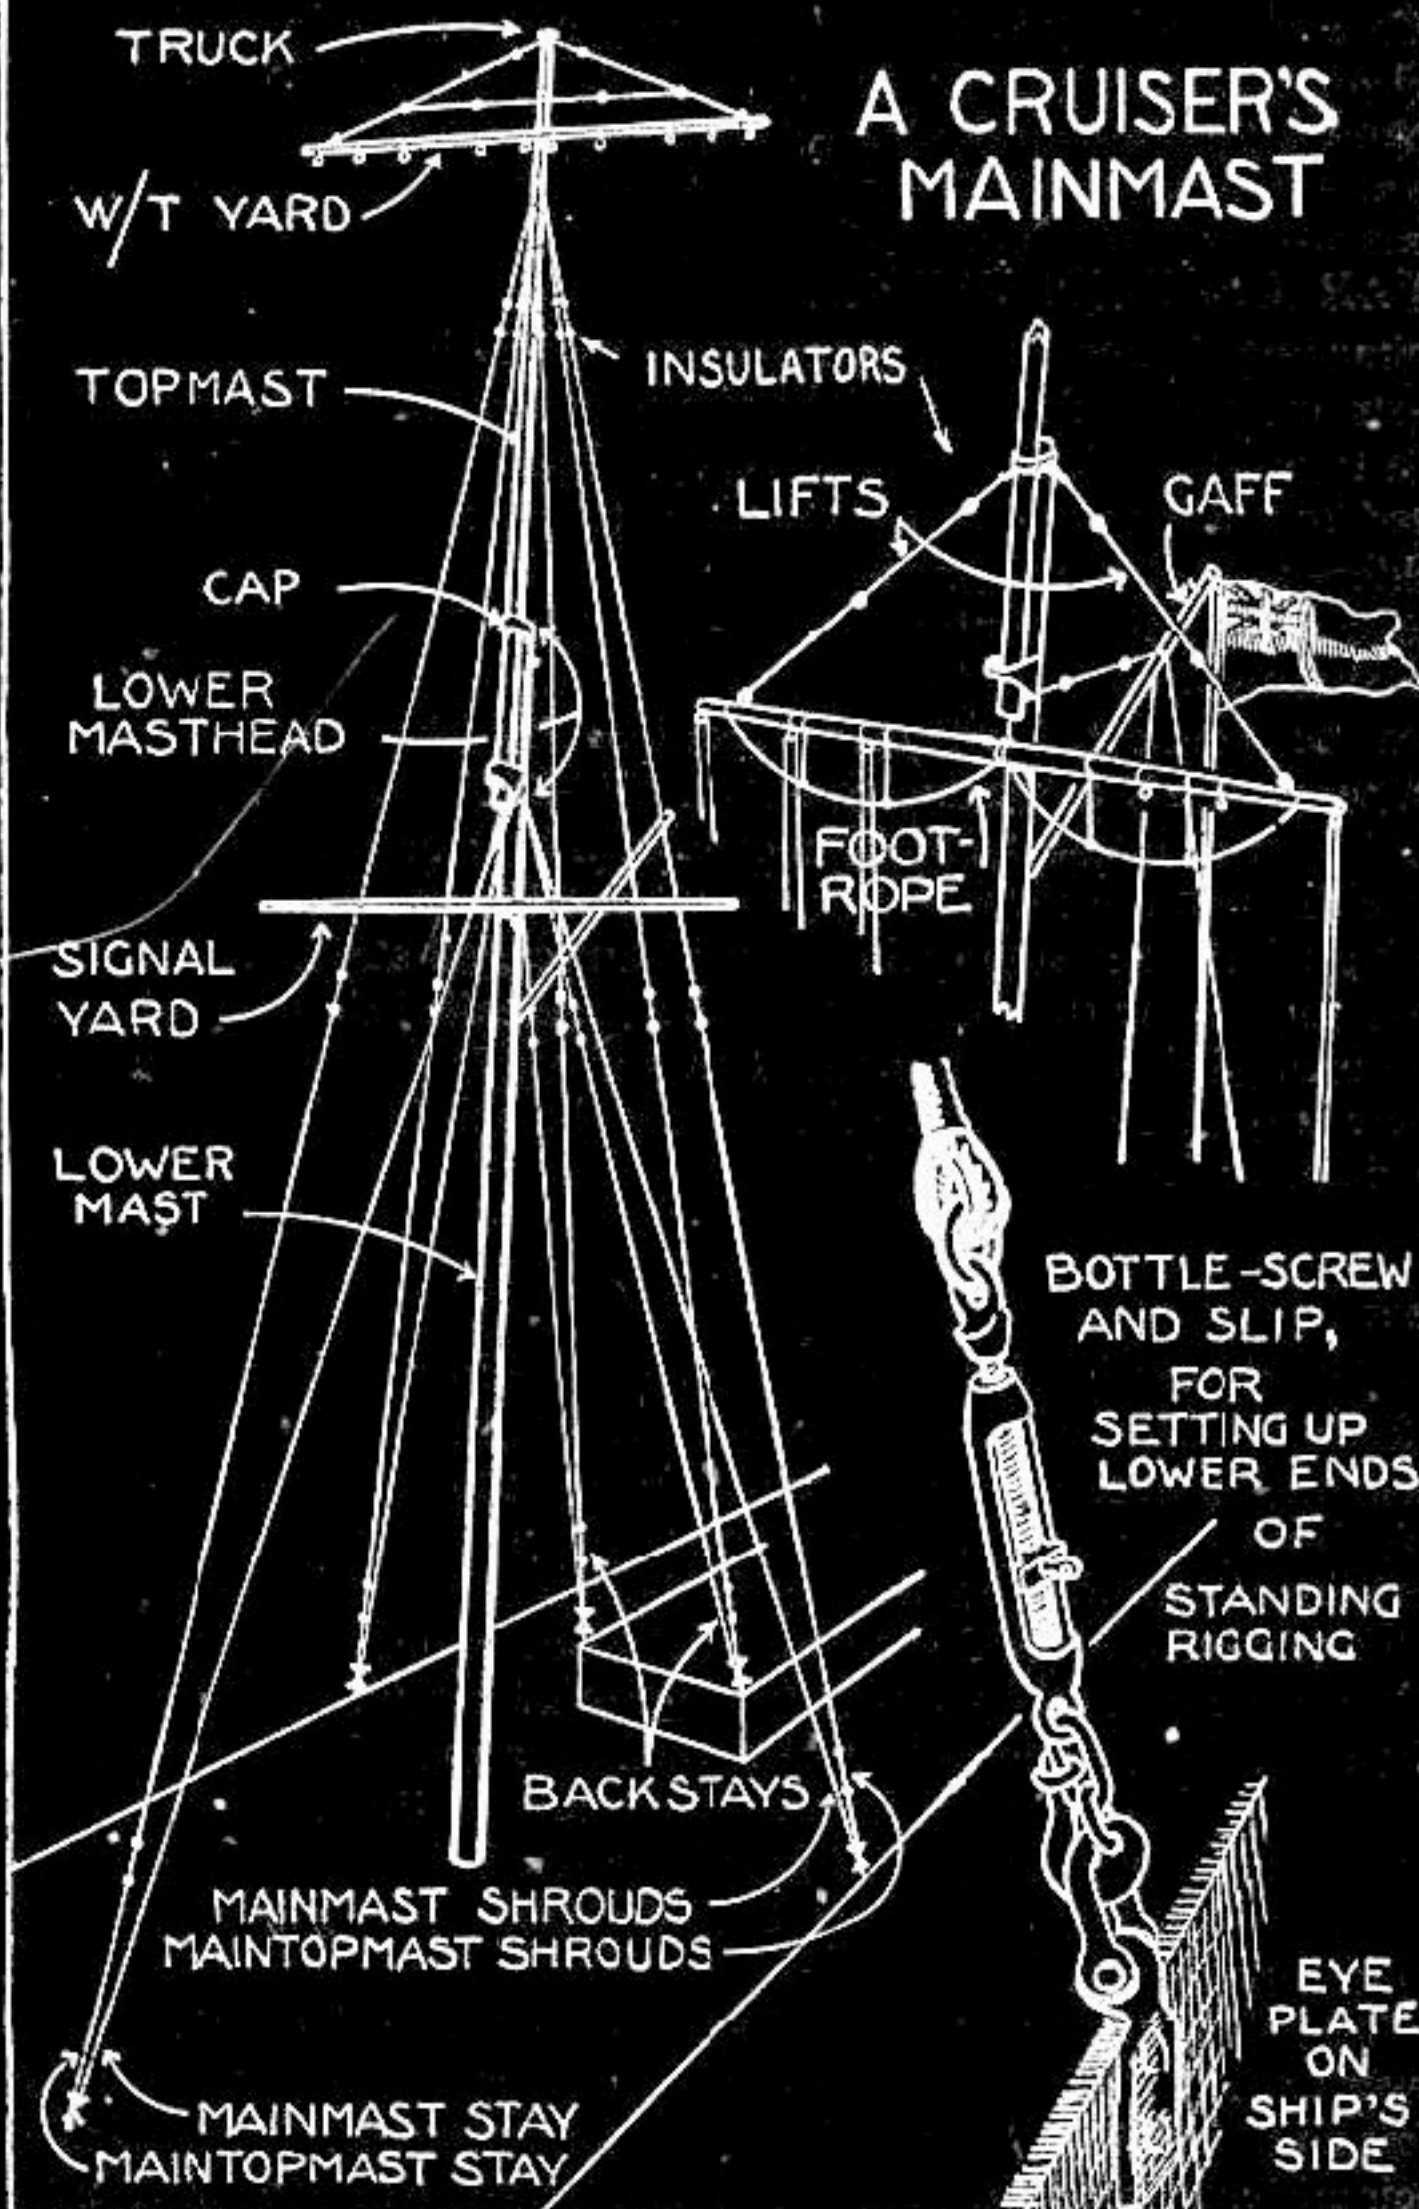 TRUCK
A CRUISER'S
MAINMAST
W/T YARD
INSULATORS
TOPMAST
LIFTS
GAFF
CAP
LOWER
MASTHEAD
FOOT-
ROPE
SIGNAL
YARD
LOWER
MAST
BOTTLE-SCREW
AND SLIP,
FOR
SETTING UP
LOWER ENDS
OF
STANDING
RIGGING
BACKSTAYS
MAINMAST SHROUDS
MAINTOPMAST SHROUDS
EYE
PLATE
ON
SHIP'S
SIDE
MAINMAST STAY
MAINTOPMAST STAY